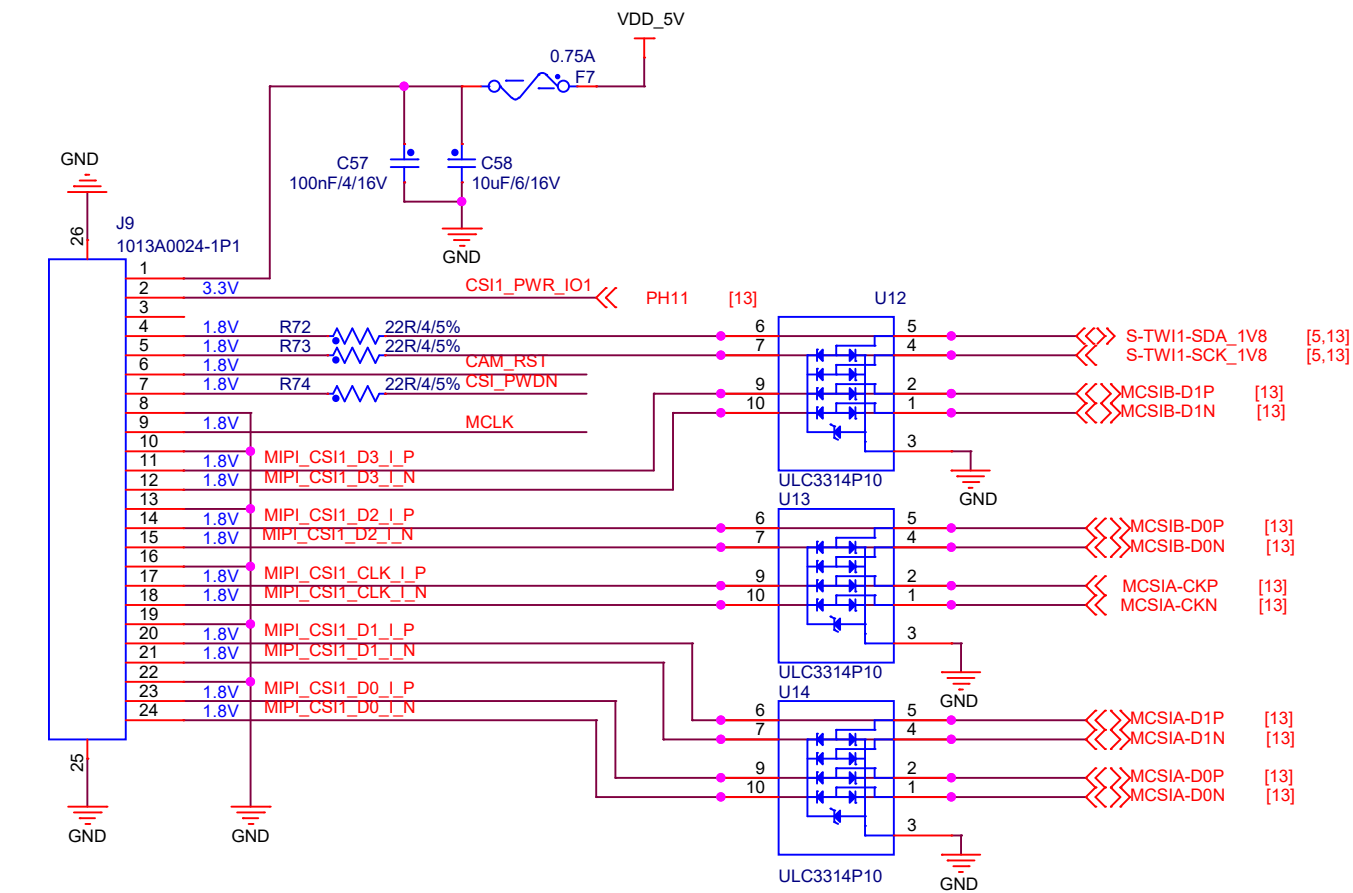 VDD_5V
0.75A
F7
GND
C57
100nF/4/16V
C58
10uF/6/16V
GND
26
J9
1013A0024-1P1
1
2 3.3V CSI1_PWR_IO1 PH11 [13]
3
4 1.8V R72 22R/4/5%
5 1.8V R73 22R/4/5%
6 1.8V CAM_RST
7 1.8V R74 22R/4/5% CSI_PWDN
8
9 1.8V MCLK
10
11 1.8V MIPI_CSI1_D3_I_P
12 1.8V MIPI_CSI1_D3_I_N
13
14 1.8V MIPI_CSI1_D2_I_P
15 1.8V MIPI_CSI1_D2_I_N
16
17 1.8V MIPI_CSI1_CLK_I_P
18 1.8V MIPI_CSI1_CLK_I_N
19
20 1.8V MIPI_CSI1_D1_I_P
21 1.8V MIPI_CSI1_D1_I_N
22
23 1.8V MIPI_CSI1_D0_I_P
24 1.8V MIPI_CSI1_D0_I_N
25
GND
GND
U12
6 5 S-TWI1-SDA_1V8 [5,13]
7 4 S-TWI1-SCK_1V8 [5,13]
9 2 MCSIB-D1P [13]
10 1 MCSIB-D1N [13]
3
GND
ULC3314P10
U13
6 5 MCSIB-D0P [13]
7 4 MCSIB-D0N [13]
9 2 MCSIA-CKP [13]
10 1 MCSIA-CKN [13]
3
GND
ULC3314P10
U14
6 5 MCSIA-D1P [13]
7 4 MCSIA-D1N [13]
9 2 MCSIA-D0P [13]
10 1 MCSIA-D0N [13]
3
GND
ULC3314P10